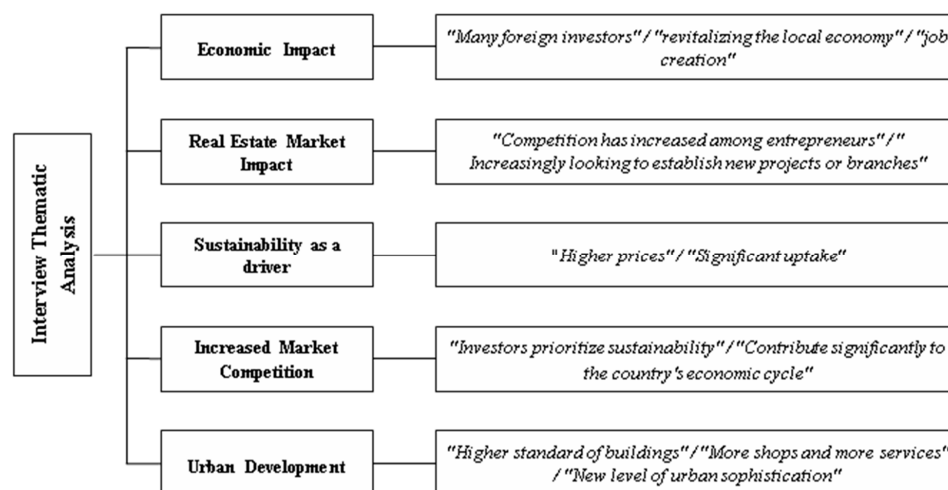 Interview Thematic
Analysis
Economic Impact
"Many foreign investors" / "revitalizing the local economy" / "job
creation"
Real Estate Market
Impact
"Competition has increased among entrepreneurs" / "
Increasingly looking to establish new projects or branches"
Sustainability as a
driver
"Higher prices" / "Significant uptake"
Increased Market
Competition
"Investors prioritize sustainability" / "Contribute significantly to
the country's economic cycle"
Urban Development
"Higher standard of buildings" / "More shops and more services"
/ "New level of urban sophistication"